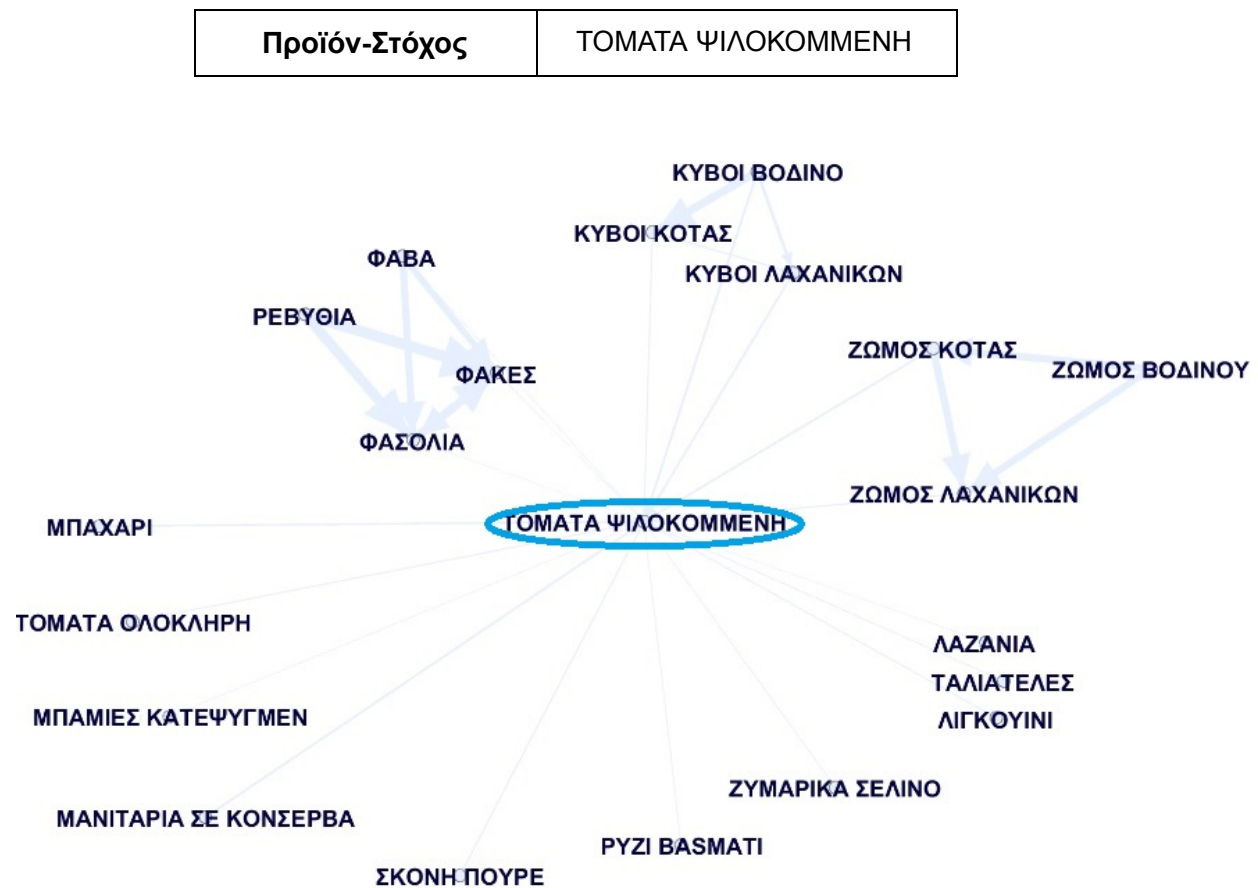 Προϊόν-Στόχος ΤΟΜΑΤΑ ΨΙΛΟΚΟΜΜΕΝΗ
ΚΥΒΟΙ ΒΟΔΙΝΟ
ΚΥΒΟΙ ΚΟΤΑΣ
ΦΑΒΑ
ΚΥΒΟΙ ΛΑΧΑΝΙΚΩΝ
ΡΕΒΥΘΙΑ
ΖΩΜΟΣ ΚΟΤΑΣ
ΖΩΜΟΣ ΒΟΔΙΝΟΥ
ΦΑΚΕΣ
ΦΑΣΟΛΙΑ
ΖΩΜΟΣ ΛΑΧΑΝΙΚΩΝ
ΜΠΑΧΑΡΙ
ΤΟΜΑΤΑ ΨΙΛΟΚΟΜΜΕΝΗ
ΤΟΜΑΤΑ ΟΛΟΚΛΗΡΗ
ΛΑΖΑΝΙΑ
ΤΑΛΙΑΤΕΛΕΣ
ΜΠΑΜΙΕΣ ΚΑΤΕΨΥΓΜΕΝ
ΛΙΓΚΟΥΙΝΙ
ΖΥΜΑΡΙΚΑ ΣΕΛΙΝΟ
ΜΑΝΙΤΑΡΙΑ ΣΕ ΚΟΝΣΕΡΒΑ
ΡΥΖΙ BASMATI
ΣΚΟΝΗ ΠΟΥΡΕ